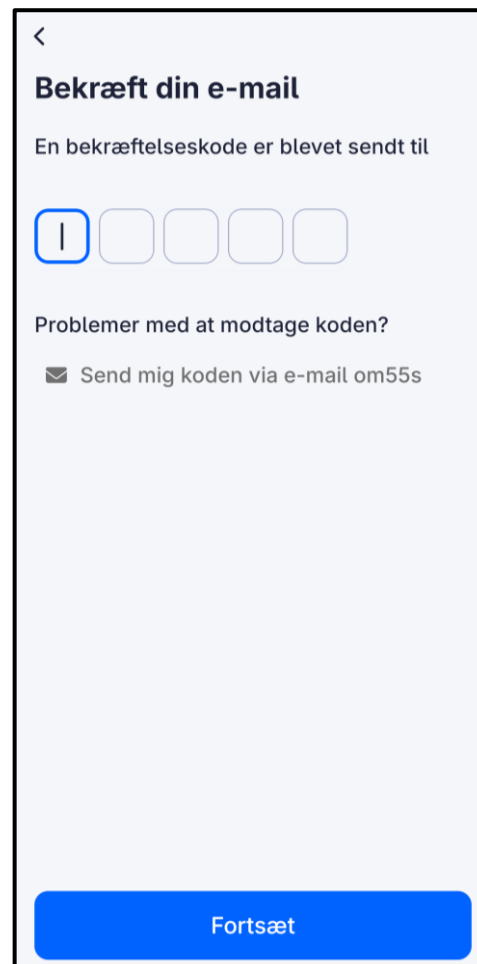 Bekræft din e-mail
En bekræftelseskode er blevet sendt til
Problemer med at modtage koden?
Send mig koden via e-mail om55s
Fortsæt